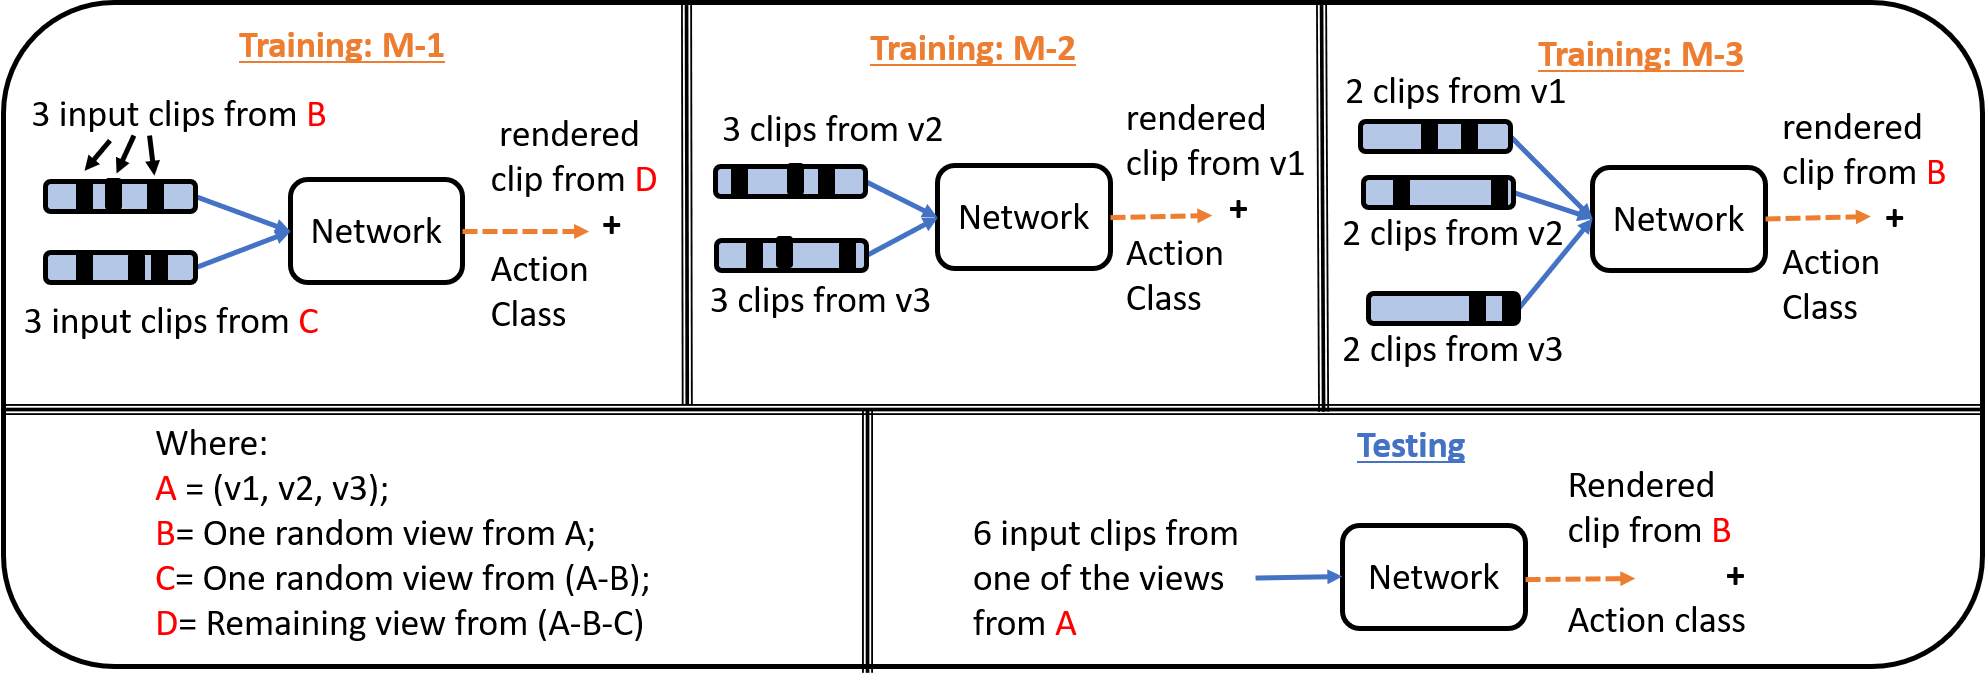 Training: M-1
3 input clips from B
3 input clips from C
Network
rendered
clip from D
+
Action
Class
Training: M-2
3 clips from v2
3 clips from v3
Network
rendered
clip from v1
+
Action
Class
Training: M-3
2 clips from v1
2 clips from v2
2 clips from v3
Network
rendered
clip from B
+
Action
Class
Where:
A = (v1, v2, v3);
B= One random view from A;
C= One random view from (A-B);
D= Remaining view from (A-B-C)
Testing
6 input clips from
one of the views
from A
Network
Rendered
clip from B
+
Action class